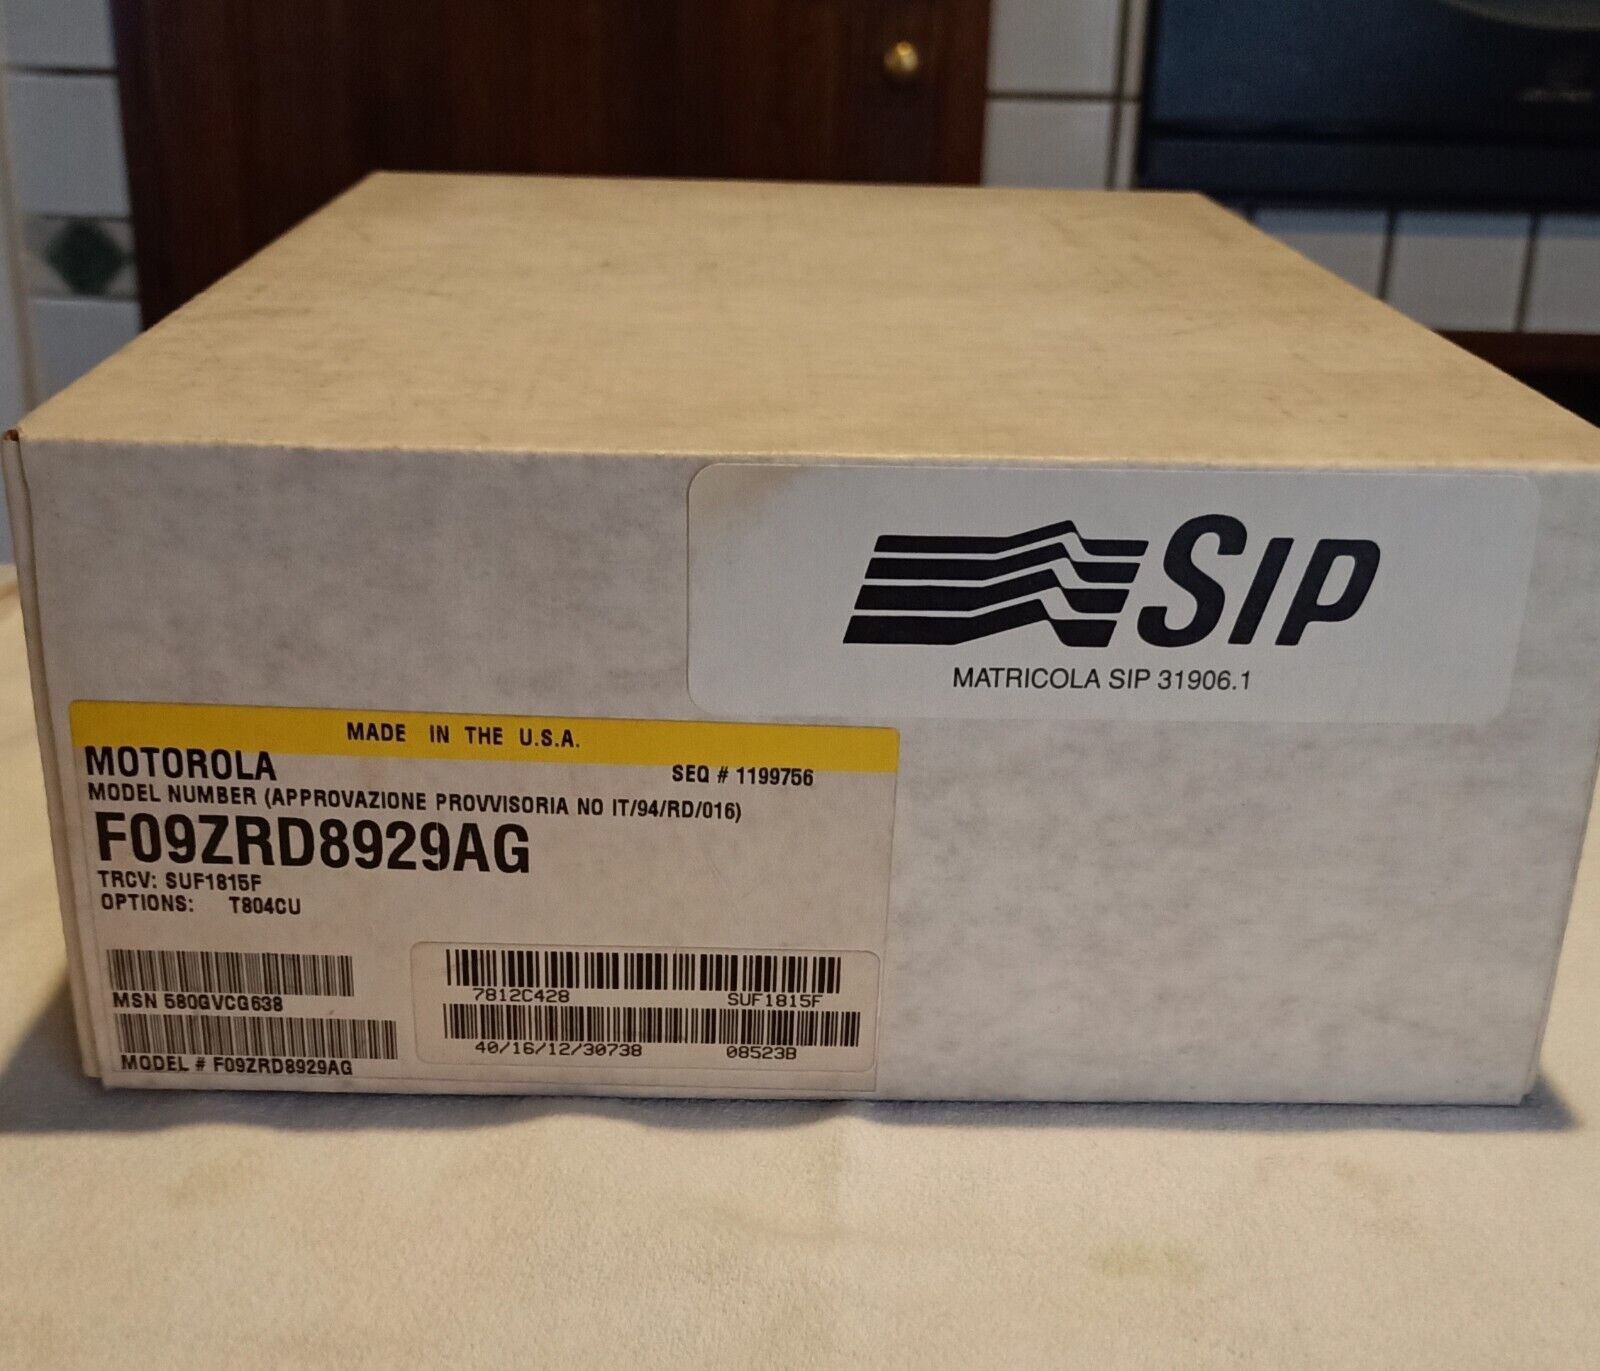 SIP
MATRICOLA SIP 31906.1
MADE IN THE U.S.A.
MOTOROLA
SEQ # 1199756
MODEL NUMBER (APPROVAZIONE PROVVISORIA NO IT/94/RD/016)
F09ZRD8929AG
TRCV: SUF1815F
OPTIONS: T804CU
MSN 580GVCG638
MODEL # F09ZRD8929AG
7812C428 SUF1815F
40/16/12/30738 08523B